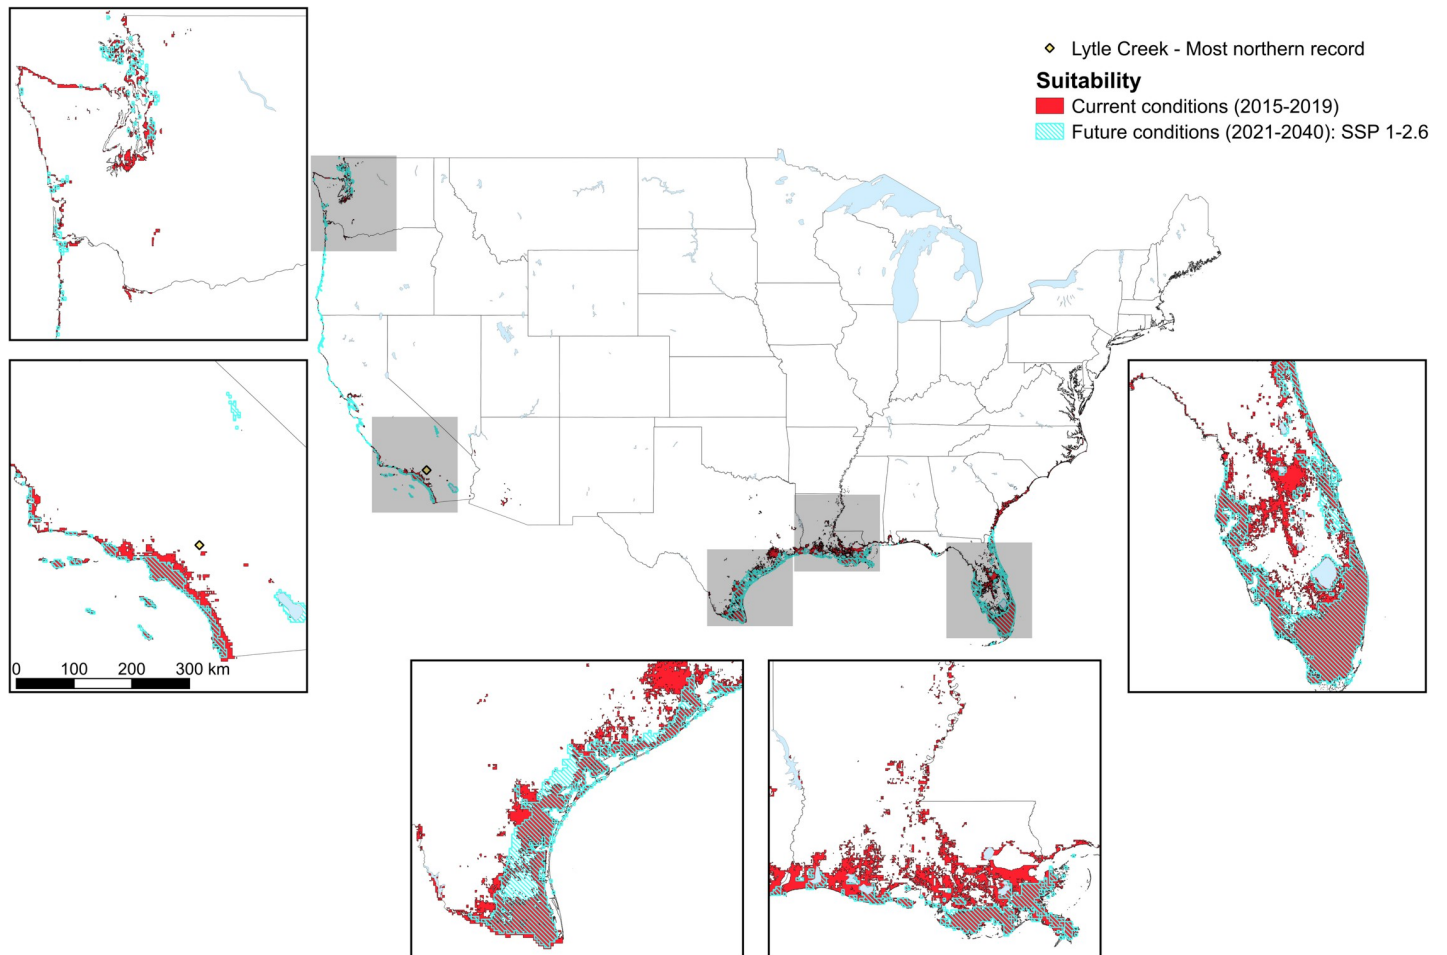 Lytle Creek - Most northern record
Suitability
Current conditions (2015-2019)
Future conditions (2021-2040): SSP 1-2.6
0 100 200 300 km